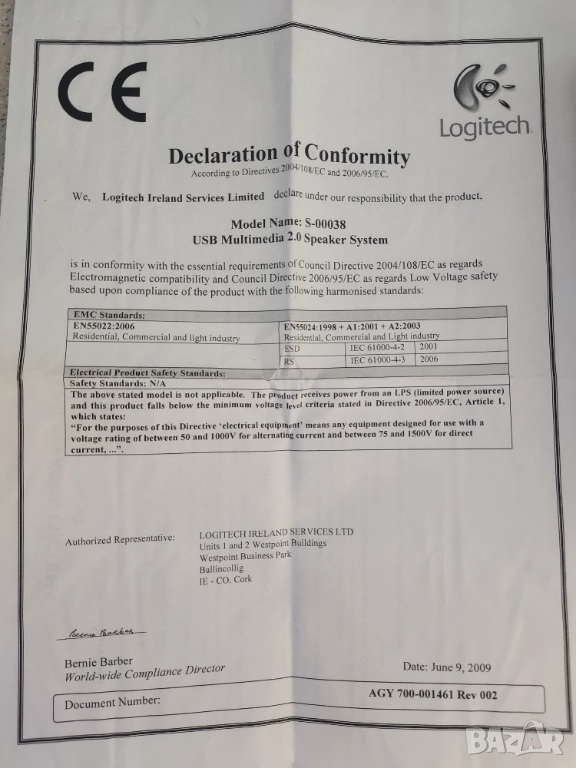 CE
Logitech
Declaration of Conformity
According to Directives 2004/108/EC and 2006/95/EC.
We, Logitech Ireland Services Limited declare under our responsibility that the product,
Model Name: S-00038
USB Multimedia 2.0 Speaker System
is in conformity with the essential requirements of Council Directive 2004/108/EC as regards
Electromagnetic compatibility and Council Directive 2006/95/EC as regards Low Voltage safety
based upon compliance of the product with the following harmonised standards:
EMC Standards:
EN55022:2006 EN55024:1998 + A1:2001 + A2:2003
Residential, Commercial and light industry Residential, Commercial and Light industry
ESD IEC 61000-4-2 2001
RS IEC 61000-4-3 2006
Electrical Product Safety Standards:
Safety Standards: N/A
The above stated model is not applicable. The product receives power from an LPS (limited power source)
and this product falls below the minimum voltage level criteria stated in Directive 2006/95/EC, Article 1,
which states:
"For the purposes of this Directive 'electrical equipment' means any equipment designed for use with a
voltage rating of between 50 and 1000V for alternating current and between 75 and 1500V for direct
current, ...".
Authorized Representative: LOGITECH IRELAND SERVICES LTD
Units 1 and 2 Westpoint Buildings
Westpoint Business Park
Ballincollig
IE - CO. Cork
Bernie Barber
Bernie Barber
World-wide Compliance Director
Date: June 9, 2009
Document Number: AGY 700-001461 Rev 002
BAZAR